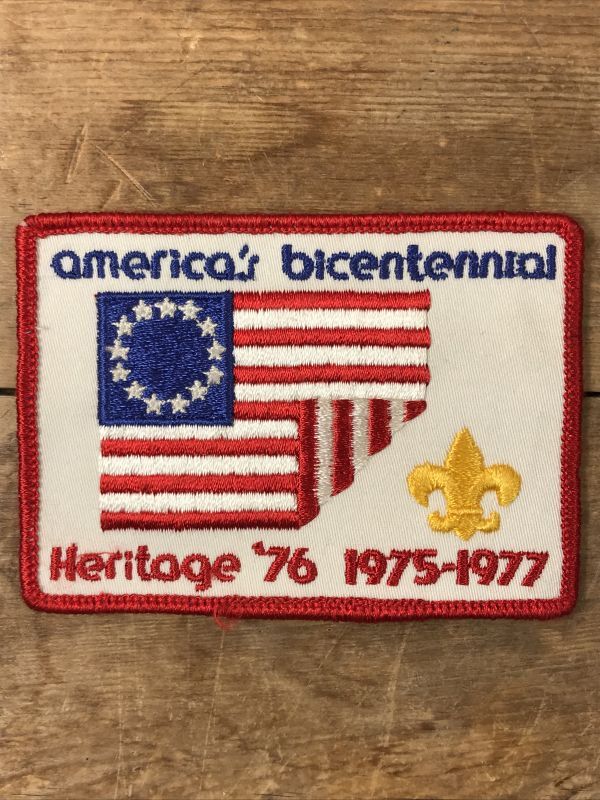 america's bicentennial
Heritage '76 1975-1977